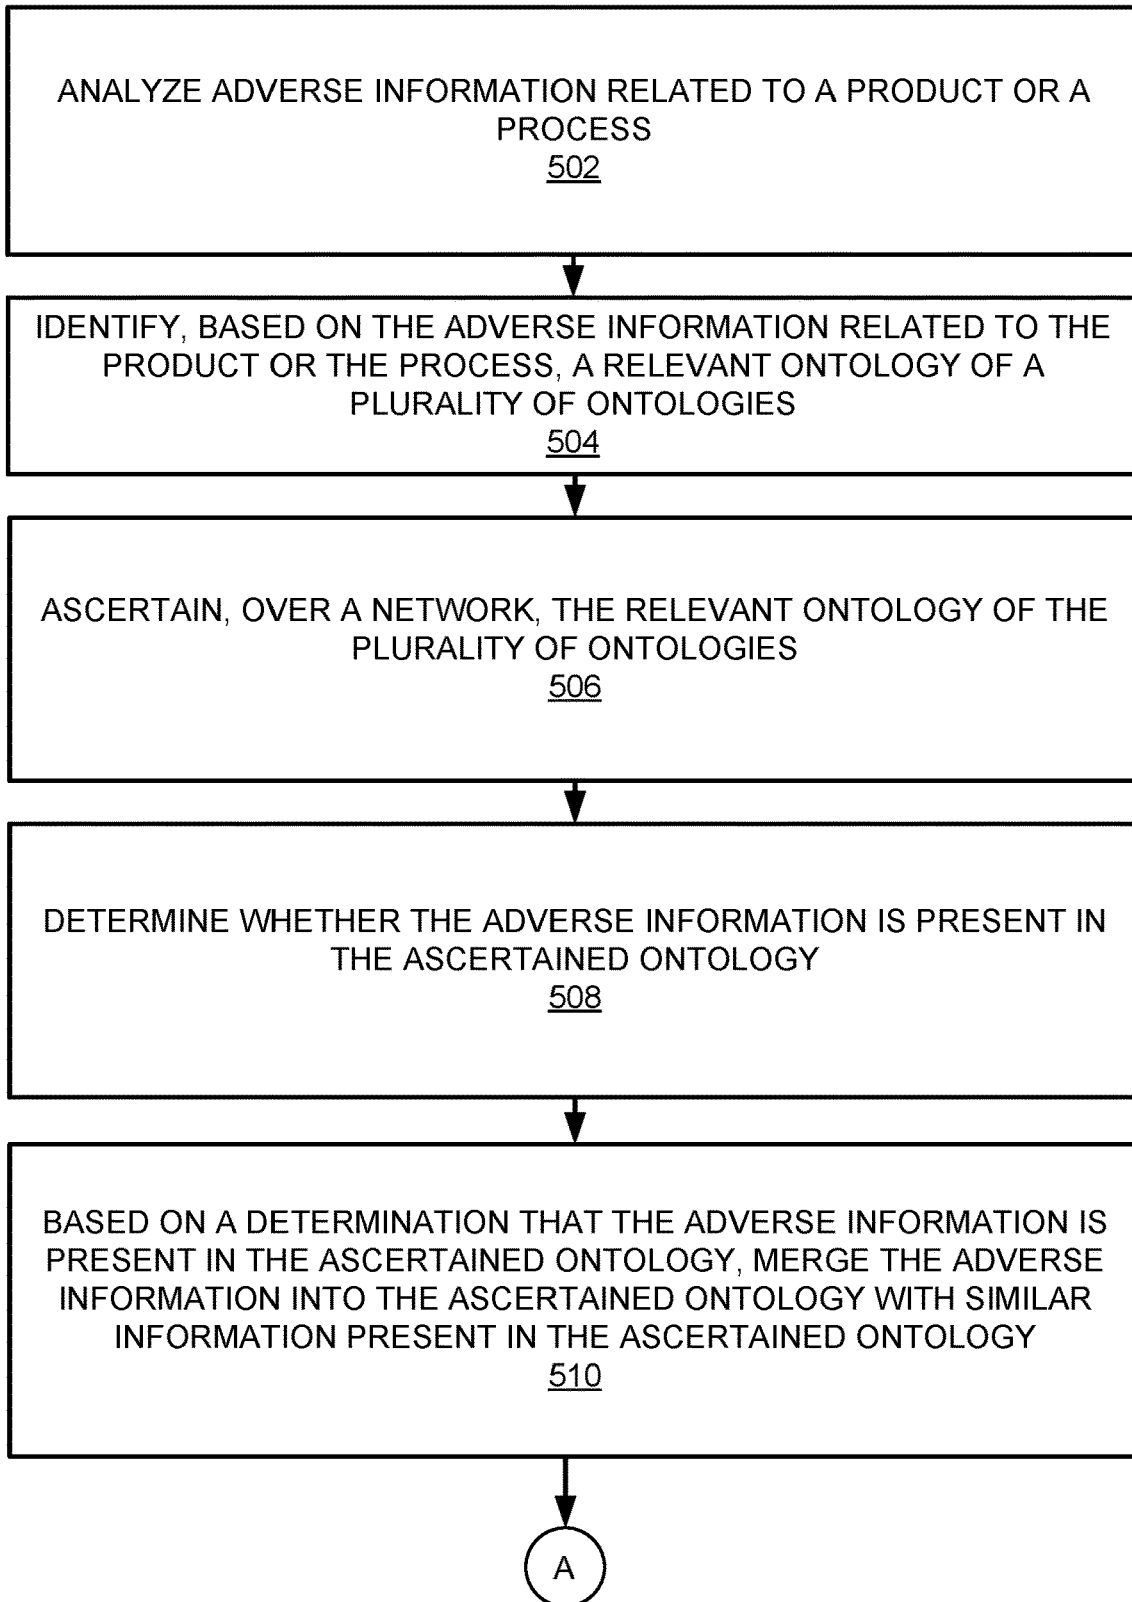 ANALYZE ADVERSE INFORMATION RELATED TO A PRODUCT OR A
PROCESS
502
IDENTIFY, BASED ON THE ADVERSE INFORMATION RELATED TO THE
PRODUCT OR THE PROCESS, A RELEVANT ONTOLOGY OF A
PLURALITY OF ONTOLOGIES
504
ASCERTAIN, OVER A NETWORK, THE RELEVANT ONTOLOGY OF THE
PLURALITY OF ONTOLOGIES
506
DETERMINE WHETHER THE ADVERSE INFORMATION IS PRESENT IN
THE ASCERTAINED ONTOLOGY
508
BASED ON A DETERMINATION THAT THE ADVERSE INFORMATION IS
PRESENT IN THE ASCERTAINED ONTOLOGY, MERGE THE ADVERSE
INFORMATION INTO THE ASCERTAINED ONTOLOGY WITH SIMILAR
INFORMATION PRESENT IN THE ASCERTAINED ONTOLOGY
510
A